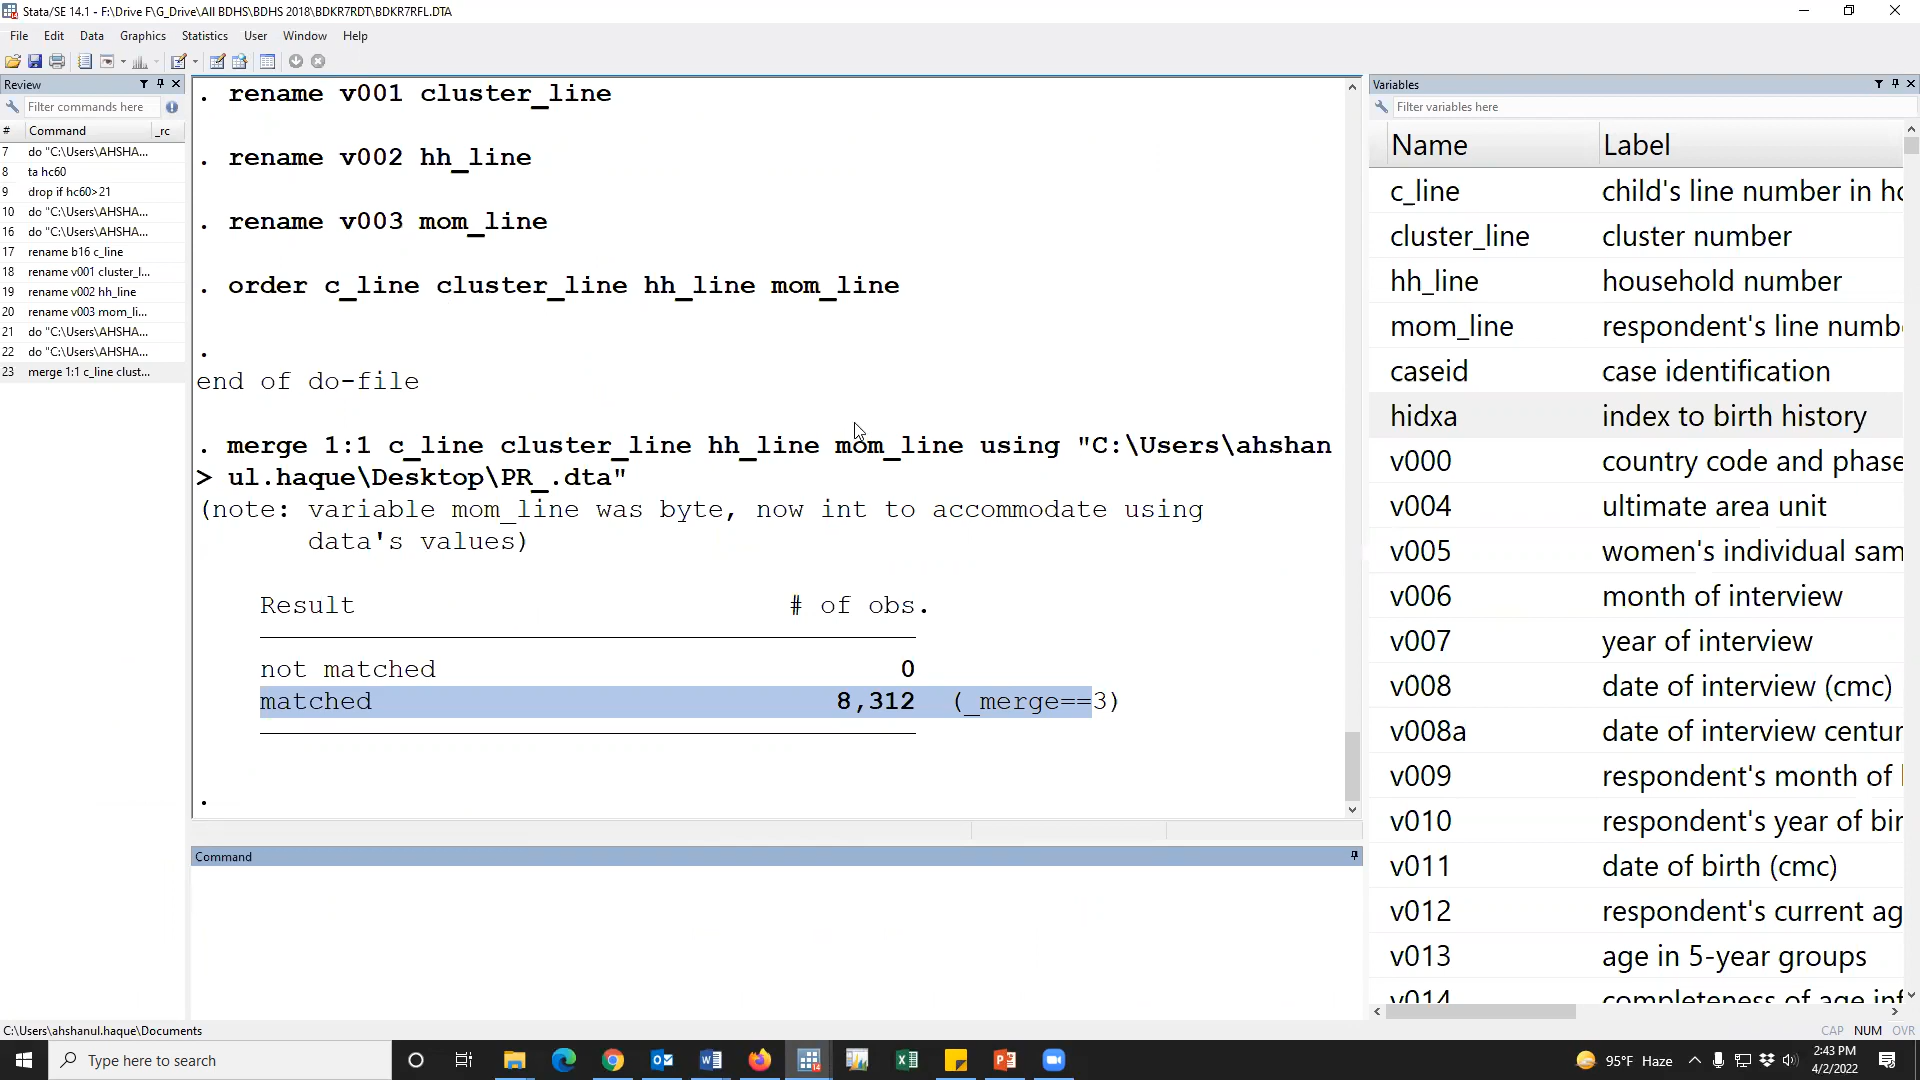 Stata/SE 14.1 - F:\Drive F\G_Drive\All BDHS\BDHS 2018\BDKR7RDT\BDKR7RFL.DTA
File Edit Data Graphics Statistics User Window Help
Review
Filter commands here
# Command _rc
7 do "C:\Users\AHSHA...
8 ta hc60
9 drop if hc60>21
10 do "C:\Users\AHSHA...
16 do "C:\Users\AHSHA...
17 rename b16 c_line
18 rename v001 cluster_l...
19 rename v002 hh_line
20 rename v003 mom_li...
21 do "C:\Users\AHSHA...
22 do "C:\Users\AHSHA...
23 merge 1:1 c_line clust...
. rename v001 cluster_line
. rename v002 hh_line
. rename v003 mom_line
. order c_line cluster_line hh_line mom_line
.
end of do-file
. merge 1:1 c_line cluster_line hh_line mom_line using "C:\Users\ahshan
> ul.haque\Desktop\PR_.dta"
(note: variable mom_line was byte, now int to accommodate using
data's values)
Result # of obs.
not matched 0
matched 8,312 (_merge==3)
.
Command
Variables
Filter variables here
Name Label
c_line child's line number in ho
cluster_line cluster number
hh_line household number
mom_line respondent's line numb
caseid case identification
hidxa index to birth history
v000 country code and phase
v004 ultimate area unit
v005 women's individual sam
v006 month of interview
v007 year of interview
v008 date of interview (cmc)
v008a date of interview centur
v009 respondent's month of
v010 respondent's year of bir
v011 date of birth (cmc)
v012 respondent's current ag
v013 age in 5-year groups
v014 completeness of age inf
C:\Users\ahshanul.haque\Documents
CAP NUM OVR
Type here to search
95°F Haze
2:43 PM
4/2/2022